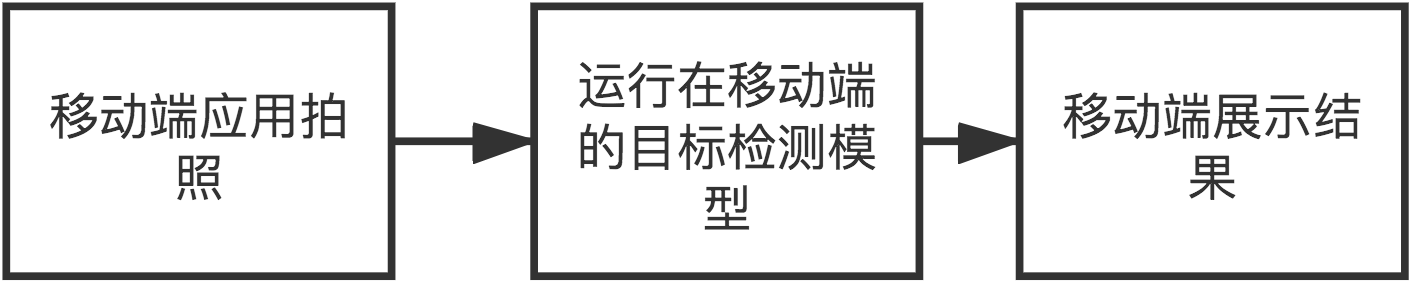 移动端应用拍
照
运行在移动端
的目标检测模
型
移动端展示结
果